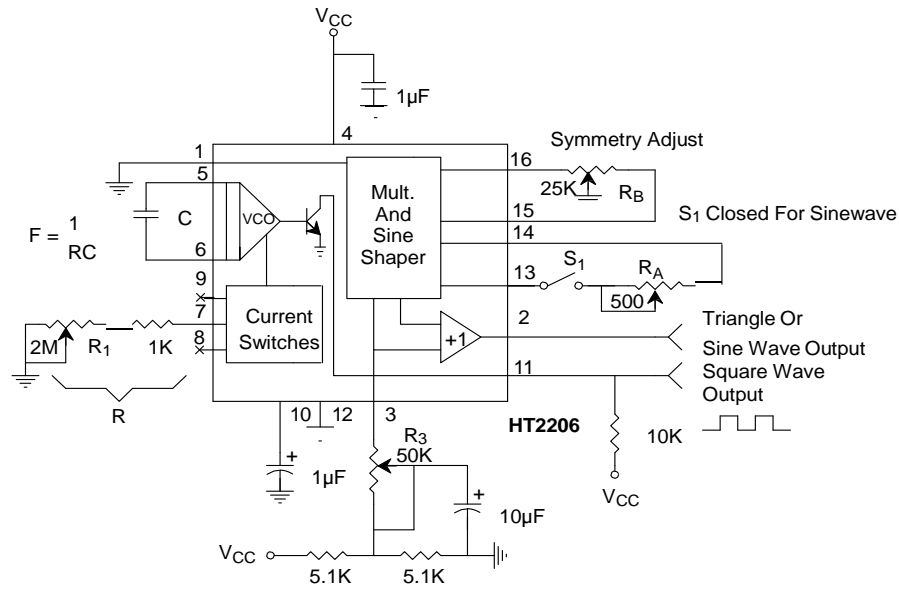 VCC
1µF
4
1
16
Symmetry Adjust
5
25K
RB
Mult.
And
Sine
Shaper
VCO
C
15
S1 Closed For Sinewave
14
F = 1
RC
6
13
S1
RA
500
9
7
8
Current
Switches
2M
R1
1K
R
+1
2
Triangle Or
Sine Wave Output
11
Square Wave
Output
10
12
3
HT2206
10K
VCC
R3
50K
1µF
+
+
10µF
VCC
5.1K
5.1K